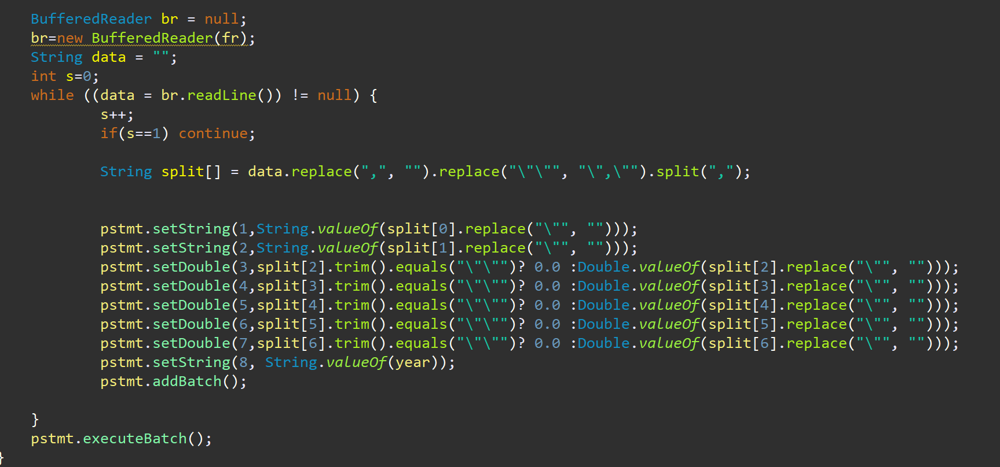 BufferedReader br = null;
br=new BufferedReader(fr);
String data = "";
int s=0;
while ((data = br.readLine()) != null) {
s++;
if(s==1) continue;
String split[] = data.replace(",", "").replace("\"\"", "\",\"").split(",");
pstmt.setString(1,String.valueOf(split[0].replace("\"", "")));
pstmt.setString(2,String.valueOf(split[1].replace("\"", "")));
pstmt.setDouble(3,split[2].trim().equals("\"\"")? 0.0 :Double.valueOf(split[2].replace("\"", "")));
pstmt.setDouble(4,split[3].trim().equals("\"\"")? 0.0 :Double.valueOf(split[3].replace("\"", "")));
pstmt.setDouble(5,split[4].trim().equals("\"\"")? 0.0 :Double.valueOf(split[4].replace("\"", "")));
pstmt.setDouble(6,split[5].trim().equals("\"\"")? 0.0 :Double.valueOf(split[5].replace("\"", "")));
pstmt.setDouble(7,split[6].trim().equals("\"\"")? 0.0 :Double.valueOf(split[6].replace("\"", "")));
pstmt.setString(8, String.valueOf(year));
pstmt.addBatch();
}
pstmt.executeBatch();
}